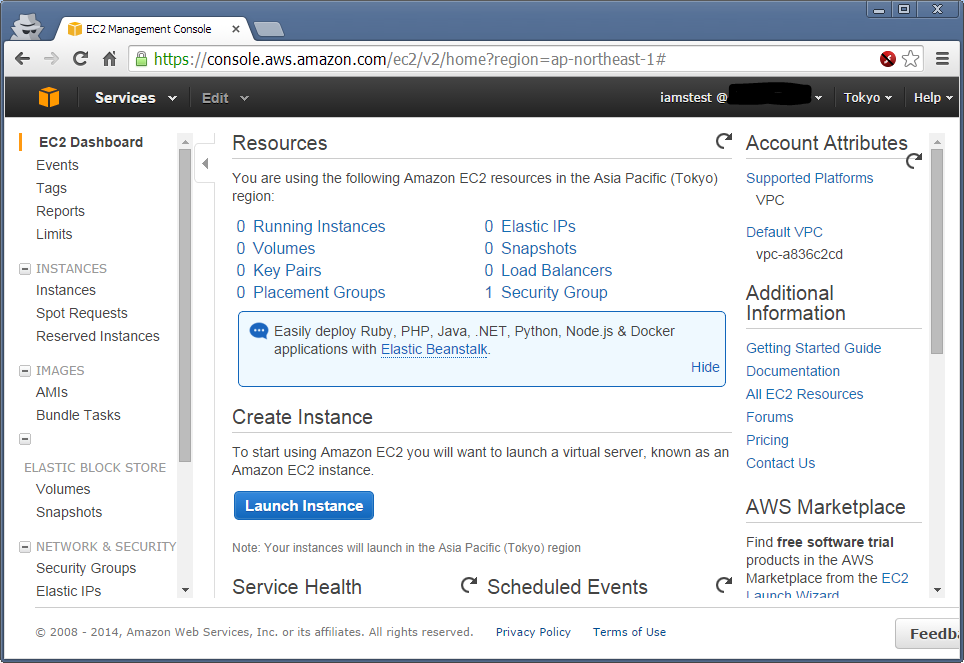 EC2 Management Console
https://console.aws.amazon.com/ec2/v2/home?region=ap-northeast-1#
Services Edit iamstest @ Tokyo Help
EC2 Dashboard
Events
Tags
Reports
Limits
INSTANCES
Instances
Spot Requests
Reserved Instances
IMAGES
AMIs
Bundle Tasks
ELASTIC BLOCK STORE
Volumes
Snapshots
NETWORK & SECURITY
Security Groups
Elastic IPs
Resources
You are using the following Amazon EC2 resources in the Asia Pacific (Tokyo)
region:
0 Running Instances 0 Elastic IPs
0 Volumes 0 Snapshots
0 Key Pairs 0 Load Balancers
0 Placement Groups 1 Security Group
Easily deploy Ruby, PHP, Java, .NET, Python, Node.js & Docker
applications with Elastic Beanstalk.
Hide
Create Instance
To start using Amazon EC2 you will want to launch a virtual server, known as an
Amazon EC2 instance.
Launch Instance
Note: Your instances will launch in the Asia Pacific (Tokyo) region
Service Health Scheduled Events
Account Attributes
Supported Platforms
VPC
Default VPC
vpc-a836c2cd
Additional
Information
Getting Started Guide
Documentation
All EC2 Resources
Forums
Pricing
Contact Us
AWS Marketplace
Find free software trial
products in the AWS
Marketplace from the EC2
Launch Wizard
© 2008 - 2014, Amazon Web Services, Inc. or its affiliates. All rights reserved. Privacy Policy Terms of Use
Feedba